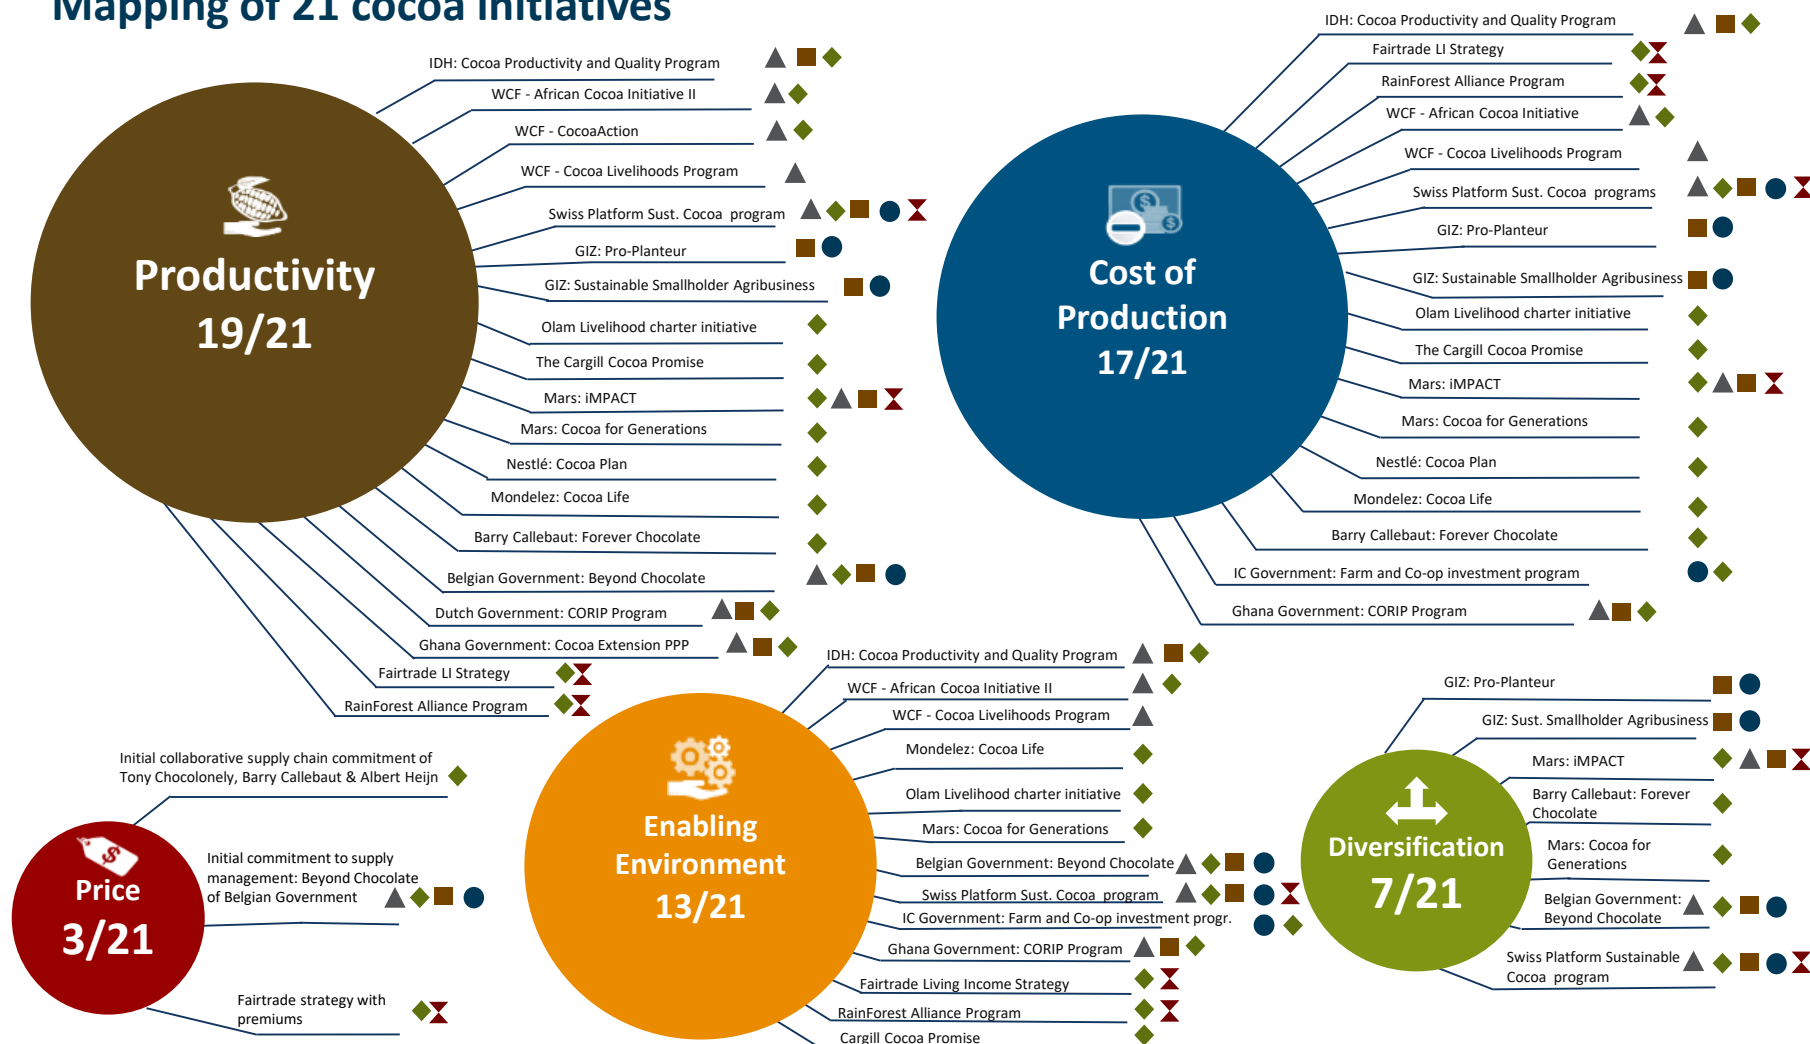 Mapping of 21 cocoa initiatives
Productivity
19/21
IDH: Cocoa Productivity and Quality Program
WCF - African Cocoa Initiative II
WCF - CocoaAction
WCF - Cocoa Livelihoods Program
Swiss Platform Sust. Cocoa program
GIZ: Pro-Planteur
GIZ: Sustainable Smallholder Agribusiness
Olam Livelihood charter initiative
The Cargill Cocoa Promise
Mars: iMPACT
Mars: Cocoa for Generations
Nestlé: Cocoa Plan
Mondelez: Cocoa Life
Barry Callebaut: Forever Chocolate
Belgian Government: Beyond Chocolate
Dutch Government: CORIP Program
Ghana Government: Cocoa Extension PPP
Fairtrade LI Strategy
RainForest Alliance Program
Cost of
Production
17/21
IDH: Cocoa Productivity and Quality Program
Fairtrade LI Strategy
RainForest Alliance Program
WCF - African Cocoa Initiative
WCF - Cocoa Livelihoods Program
Swiss Platform Sust. Cocoa programs
GIZ: Pro-Planteur
GIZ: Sustainable Smallholder Agribusiness
Olam Livelihood charter initiative
The Cargill Cocoa Promise
Mars: iMPACT
Mars: Cocoa for Generations
Nestlé: Cocoa Plan
Mondelez: Cocoa Life
Barry Callebaut: Forever Chocolate
IC Government: Farm and Co-op investment program
Ghana Government: CORIP Program
Price
3/21
Initial collaborative supply chain commitment of
Tony Chocolonely, Barry Callebaut & Albert Heijn
Initial commitment to supply
management: Beyond Chocolate
of Belgian Government
Fairtrade strategy with
premiums
Enabling
Environment
13/21
IDH: Cocoa Productivity and Quality Program
WCF - African Cocoa Initiative II
WCF - Cocoa Livelihoods Program
Mondelez: Cocoa Life
Olam Livelihood charter initiative
Mars: Cocoa for Generations
Belgian Government: Beyond Chocolate
Swiss Platform Sust. Cocoa program
IC Government: Farm and Co-op investment progr.
Ghana Government: CORIP Program
Fairtrade Living Income Strategy
RainForest Alliance Program
Cargill Cocoa Promise
Diversification
7/21
GIZ: Pro-Planteur
GIZ: Sust. Smallholder Agribusiness
Mars: iMPACT
Barry Callebaut: Forever
Chocolate
Mars: Cocoa for
Generations
Belgian Government:
Beyond Chocolate
Swiss Platform Sustainable
Cocoa program